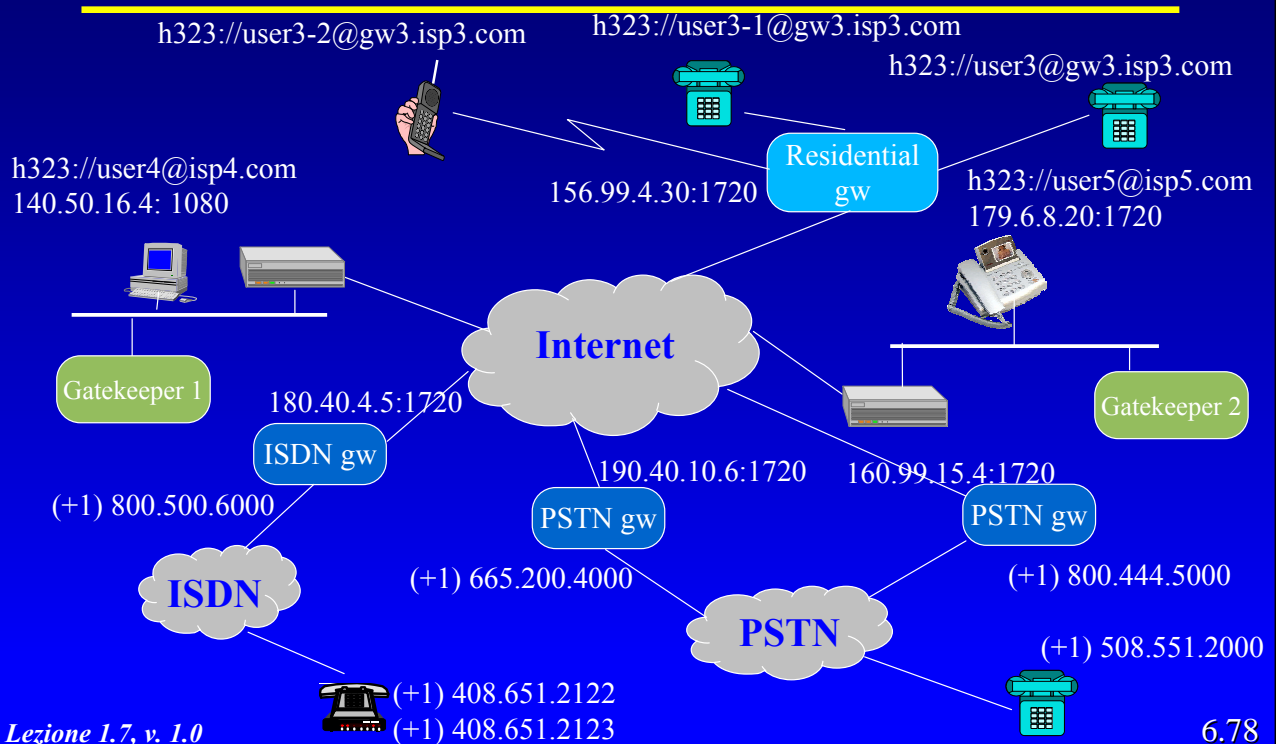 h323://user3-2@gw3.isp3.com
h323://user3-1@gw3.isp3.com
h323://user3@gw3.isp3.com
Residential
gw
h323://user4@isp4.com
140.50.16.4: 1080
156.99.4.30:1720
h323://user5@isp5.com
179.6.8.20:1720
Internet
Gatekeeper 1
Gatekeeper 2
180.40.4.5:1720
ISDN gw
190.40.10.6:1720
160.99.15.4:1720
(+1) 800.500.6000
PSTN gw
PSTN gw
(+1) 665.200.4000
(+1) 800.444.5000
ISDN
PSTN
(+1) 508.551.2000
(+1) 408.651.2122
(+1) 408.651.2123
Lezione 1.7, v. 1.0
6.78